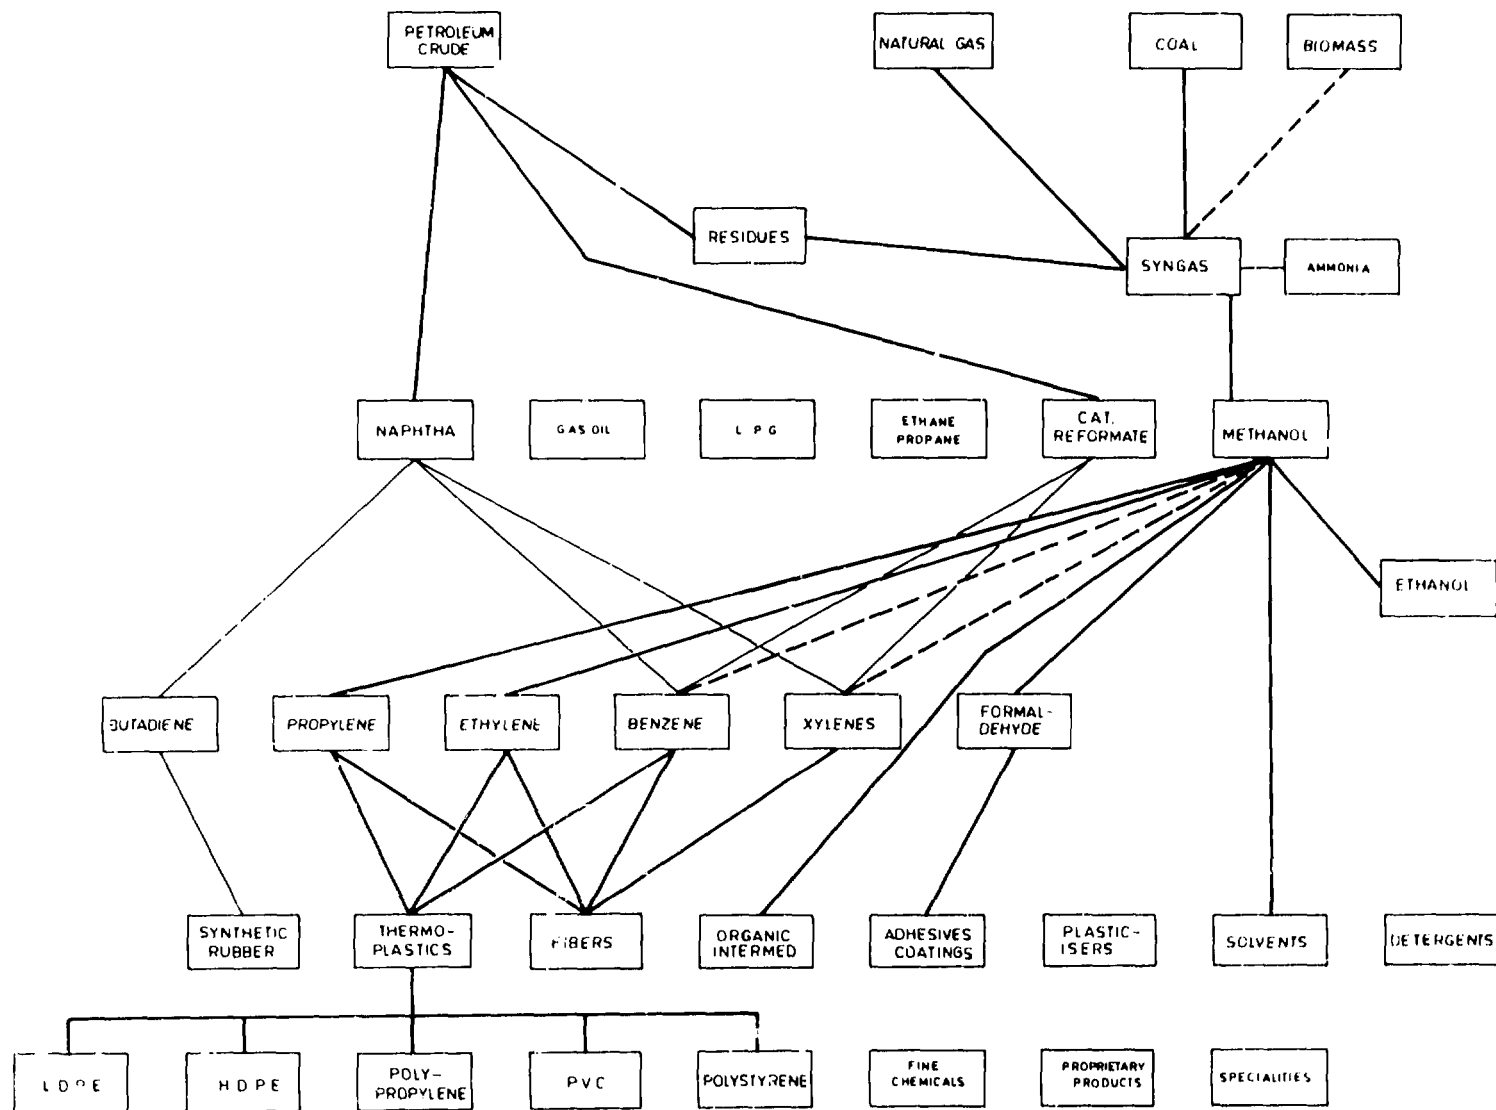 PETROLEUM
CRUDE
NATURAL GAS
COAL
BIOMASS
RESIDUES
SYNGAS
AMMONIA
NAPHTHA
GAS OIL
L P G
ETHANE
PROPANE
CAT.
REFORMATE
METHANOL
ETHANOL
BUTADIENE
PROPYLENE
ETHYLENE
BENZENE
XYLENES
FORMAL-
DEHYDE
SYNTHETIC
RUBBER
THERMO-
PLASTICS
FIBERS
ORGANIC
INTERMED
ADHESIVES
COATINGS
PLASTIC-
ISERS
SOLVENTS
DETERGENTS
L D P E
H D P E
POLY-
PROPYLENE
P V C
POLYSTYRENE
FINE
CHEMICALS
PROPRIETARY
PRODUCTS
SPECIALITIES